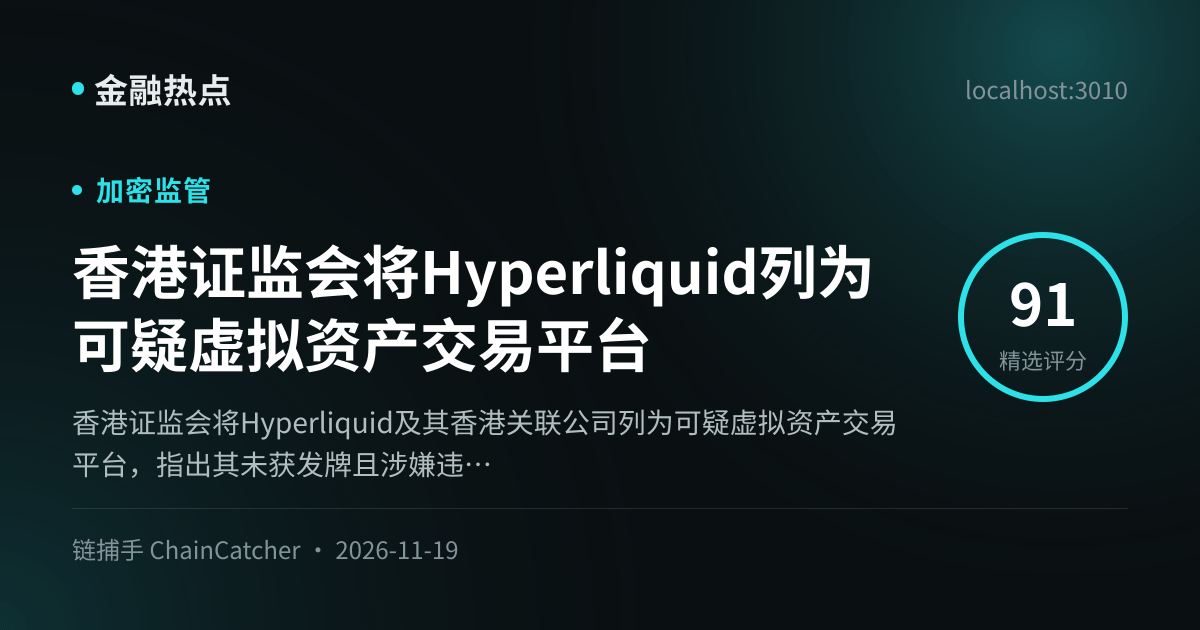 金融热点
localhost:3010
加密监管
香港证监会将Hyperliquid列为
可疑虚拟资产交易平台
91
精选评分
香港证监会将Hyperliquid及其香港关联公司列为可疑虚拟资产交易
平台，指出其未获发牌且涉嫌违…
链捕手 ChainCatcher · 2026-11-19